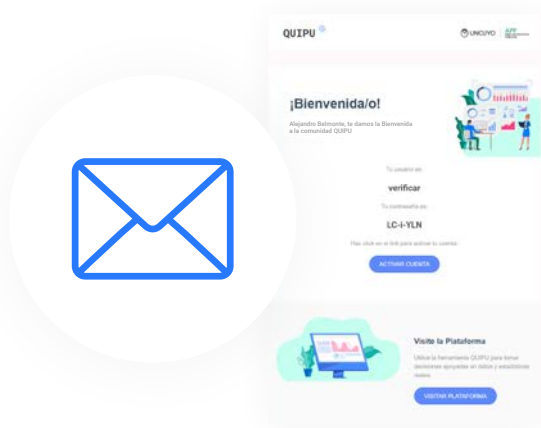 QUIPU
UNCUYO
¡Bienvenida/o!
Alejandro Belmonte, te damos la Bienvenida
a la comunidad QUIPU
Tu usuario es:
verificar
Tu contraseña es:
LC-i-YLN
Haz click en el link para activar tu cuenta:
ACTIVAR CUENTA
Visite la Plataforma
Utilice la herramienta QUIPU para tomar
decisiones apoyadas en datos y estadísticas
reales.
VISITAR PLATAFORMA